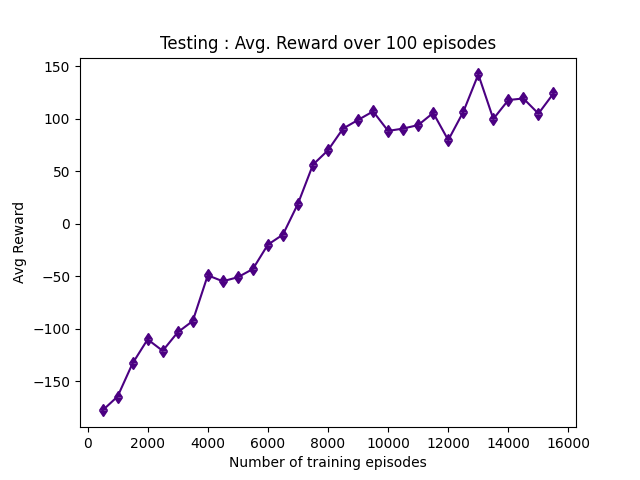 Testing : Avg. Reward over 100 episodes
150
100
50
0
−50
−100
−150
Avg Reward
0 2000 4000 6000 8000 10000 12000 14000 16000
Number of training episodes